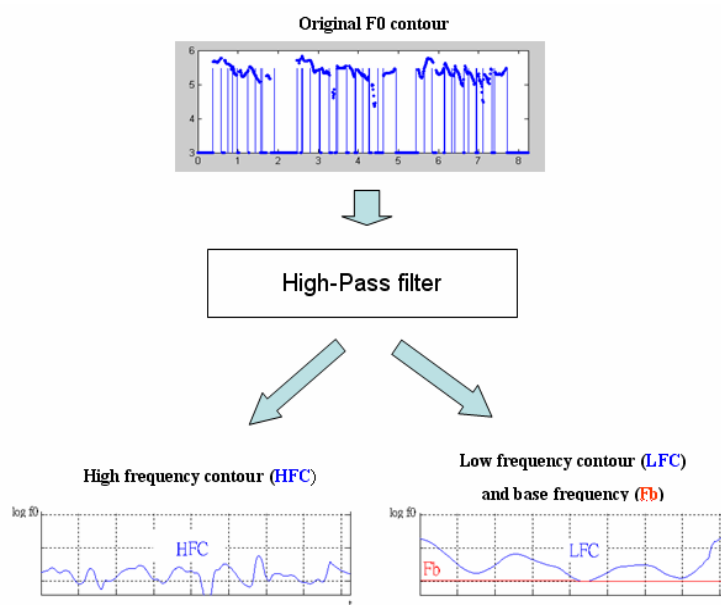 Original F0 contour
6
5
4
3
0 1 2 3 4 5 6 7 8
High-Pass filter
High frequency contour (HFC)
log f0
HFC
Low frequency contour (LFC)
and base frequency (Fb)
log f0
LFC
Fb